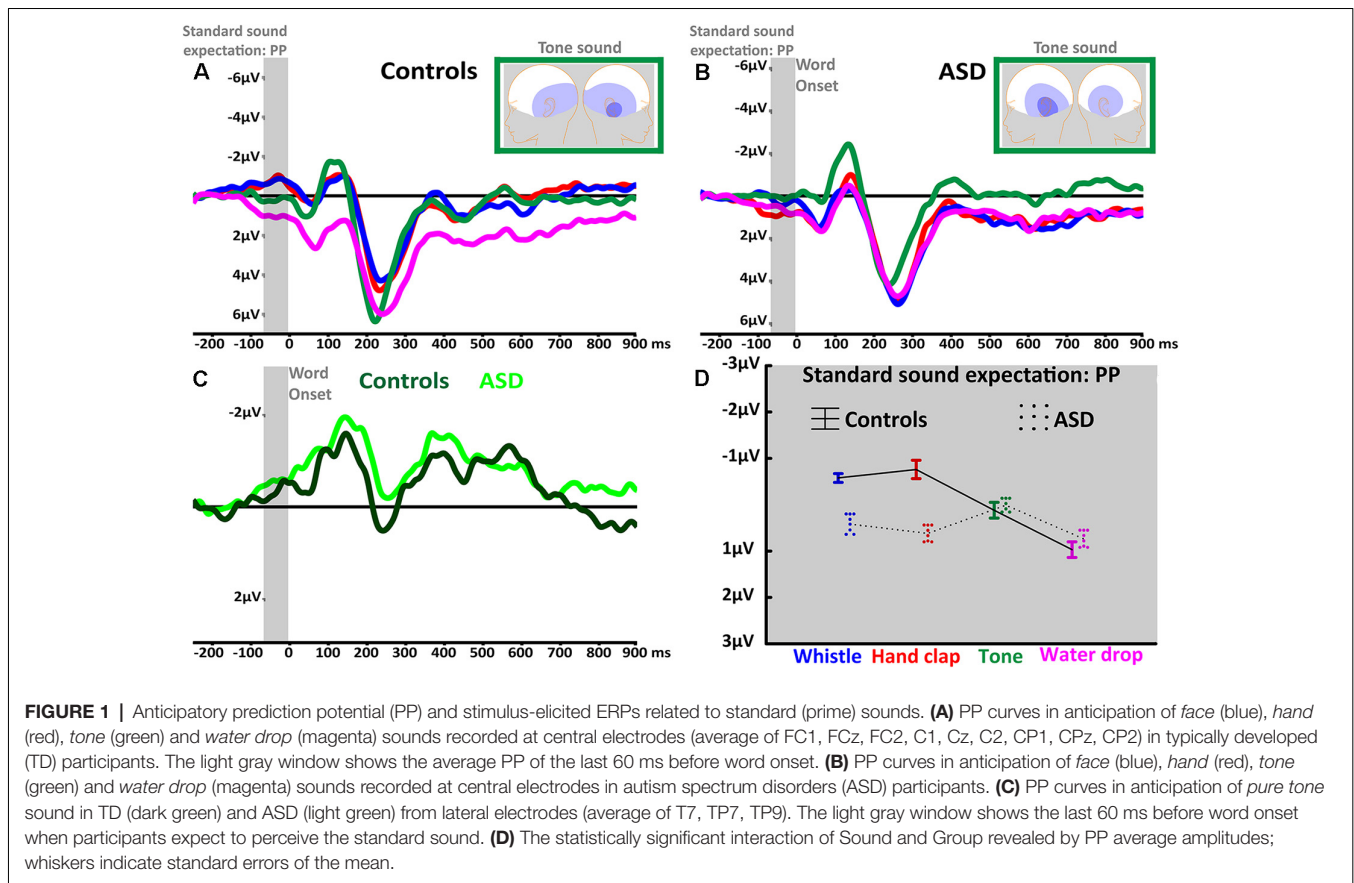 Standard sound
expectation: PP
A
-6µV
Controls
Tone sound
-4µV
-2µV
2µV
4µV
6µV
-200 -100 0 100 200 300 400 500 600 700 800 900 ms
Standard sound
expectation: PP
B
-6µV
Word
Onset
ASD
Tone sound
-4µV
-2µV
2µV
4µV
6µV
-200 -100 0 100 200 300 400 500 600 700 800 900 ms
C
Word
Onset
Controls ASD
-2µV
2µV
-200 -100 0 100 200 300 400 500 600 700 800 900 ms
D
-3µV
Standard sound expectation: PP
-2µV
Controls
ASD
-1µV
1µV
2µV
3µV
Whistle Hand clap Tone Water drop
FIGURE 1 | Anticipatory prediction potential (PP) and stimulus-elicited ERPs related to standard (prime) sounds. (A) PP curves in anticipation of face (blue), hand
(red), tone (green) and water drop (magenta) sounds recorded at central electrodes (average of FC1, FCz, FC2, C1, Cz, C2, CP1, CPz, CP2) in typically developed
(TD) participants. The light gray window shows the average PP of the last 60 ms before word onset. (B) PP curves in anticipation of face (blue), hand (red), tone
(green) and water drop (magenta) sounds recorded at central electrodes in autism spectrum disorders (ASD) participants. (C) PP curves in anticipation of pure tone
sound in TD (dark green) and ASD (light green) from lateral electrodes (average of T7, TP7, TP9). The light gray window shows the last 60 ms before word onset
when participants expect to perceive the standard sound. (D) The statistically significant interaction of Sound and Group revealed by PP average amplitudes;
whiskers indicate standard errors of the mean.